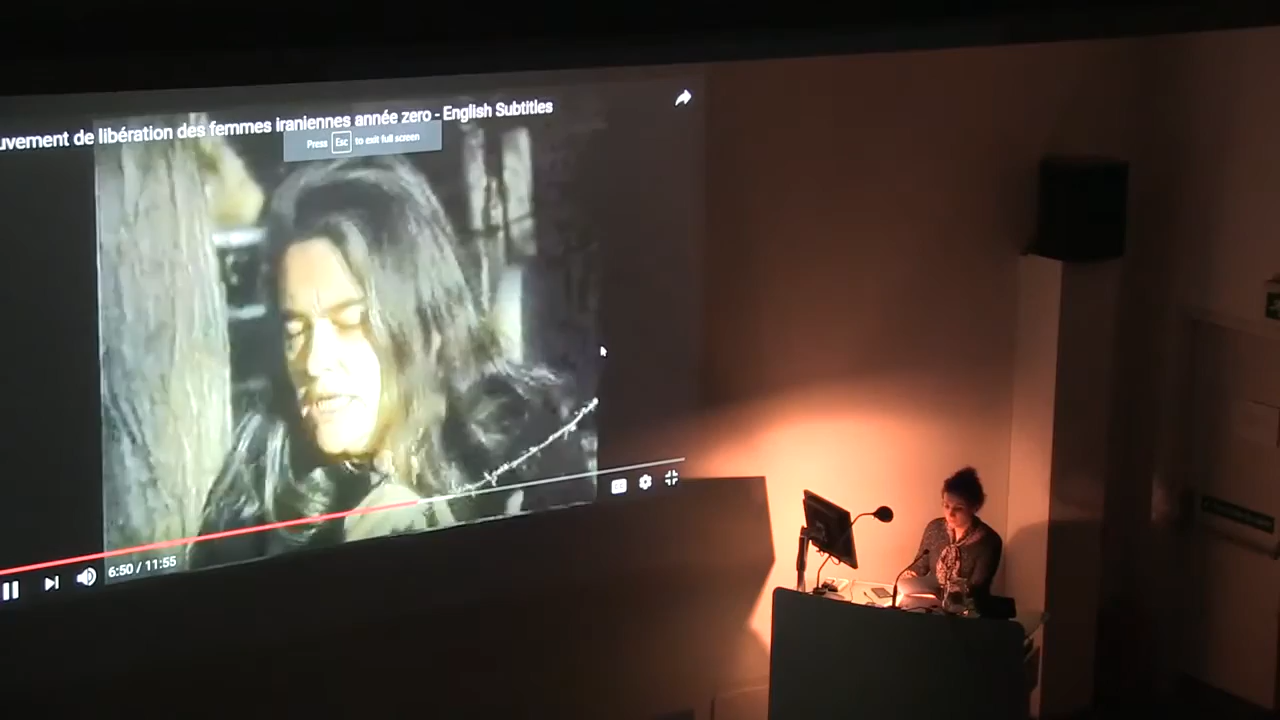 uvement de libération des femmes iraniennes année zero - English Subtitles
Press Esc to exit full screen
6:50 / 11:55